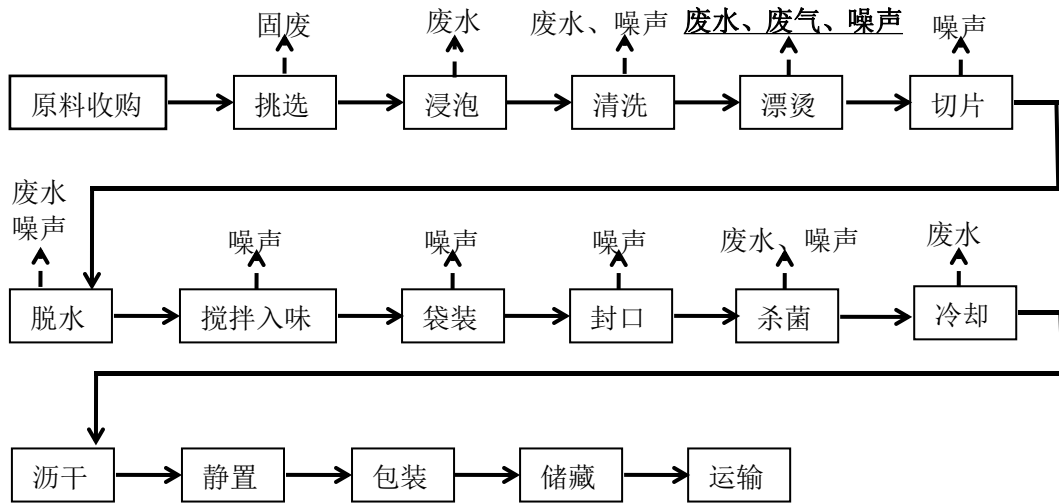 固废
废水
废水、噪声
废水、废气、噪声
噪声
原料收购
挑选
浸泡
清洗
漂烫
切片
废水
噪声
噪声
噪声
噪声
废水、噪声
废水
脱水
搅拌入味
袋装
封口
杀菌
冷却
沥干
静置
包装
储藏
运输